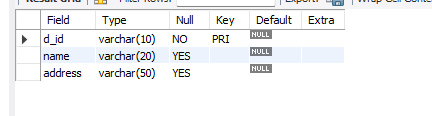 Result Grid Filter Rows: Export: Wrap Cell Conte
Field Type Null Key Default Extra
d_id varchar(10) NO PRI NULL
name varchar(20) YES NULL
address varchar(50) YES NULL